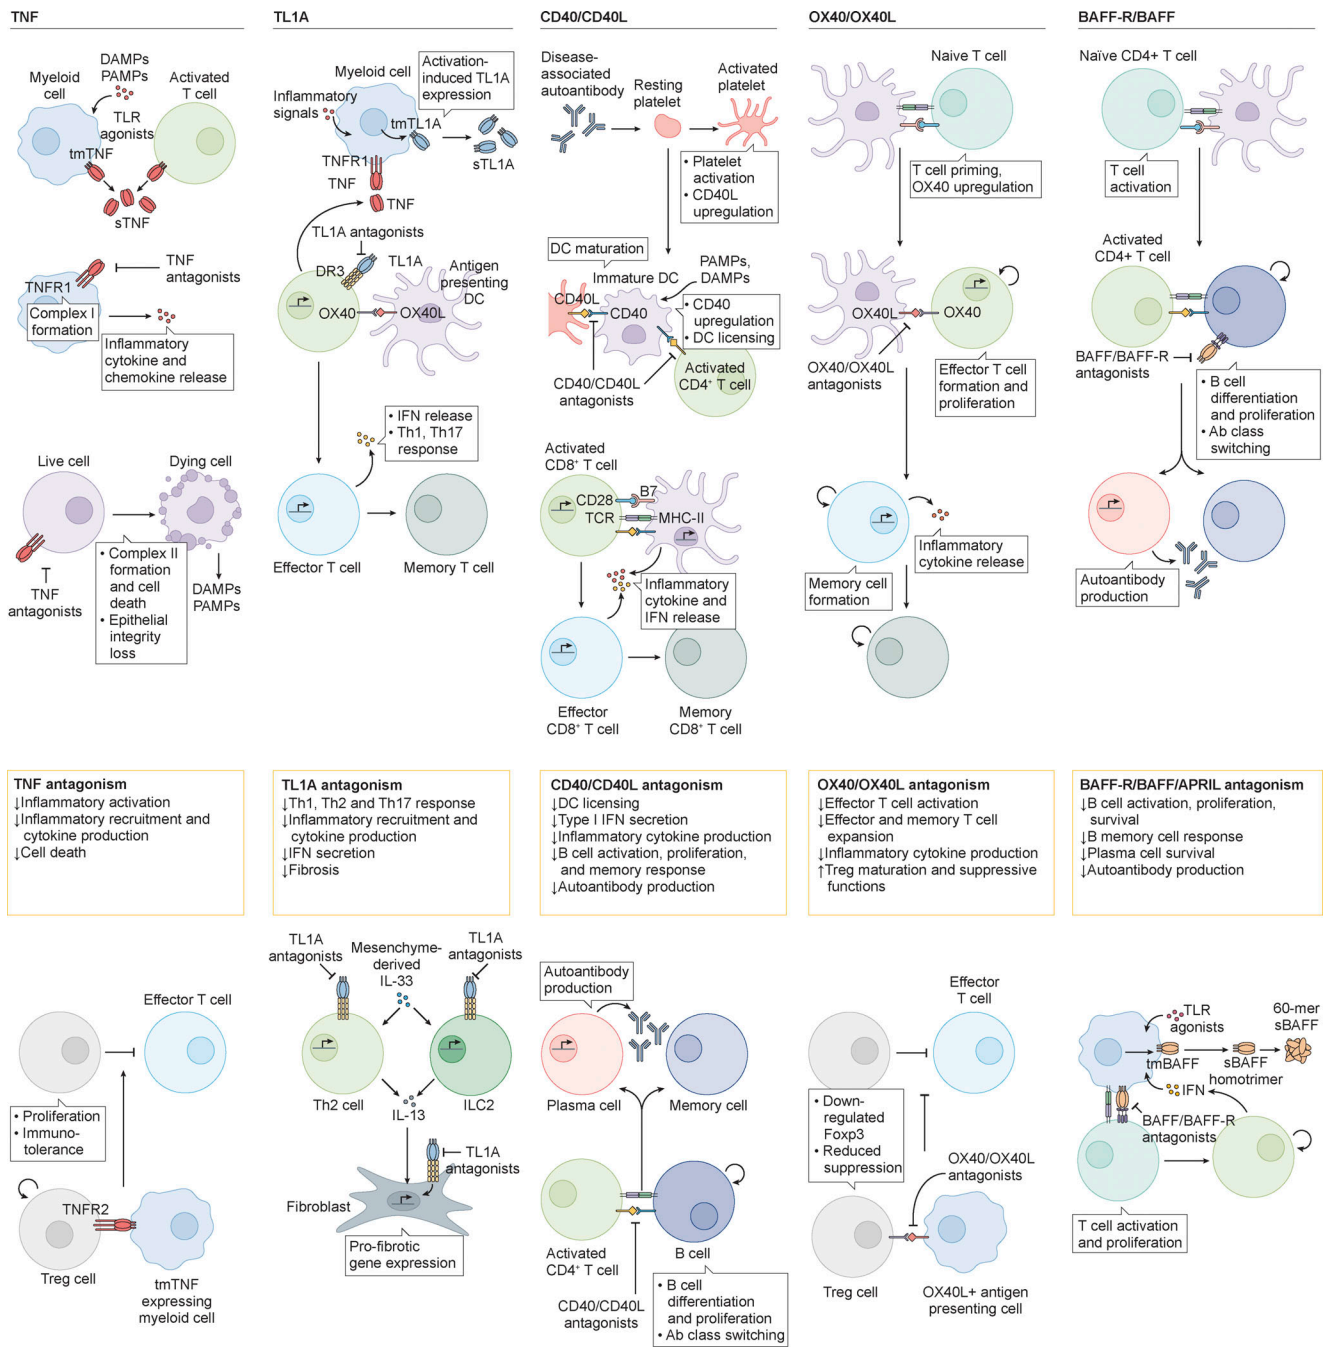 TNF
DAMPs
PAMPs
Myeloid
cell
Activated
T cell
TLR
agonists
tmTNF
sTNF
TNF
antagonists
TNFR1
Complex I
formation
Inflammatory
cytokine and
chemokine release
Live cell
Dying cell
• Complex II
formation
and cell
death
• Epithelial
integrity
loss
TNF
antagonists
DAMPs
PAMPs
TNF antagonism
↓Inflammatory activation
↓Inflammatory recruitment and
cytokine production
↓Cell death
Effector T cell
• Proliferation
• Immuno-
tolerance
TNFR2
Treg cell
tmTNF
expressing
myeloid cell
TL1A
Myeloid cell
Activation-
induced TL1A
expression
Inflammatory
signals
tmTL1A
sTL1A
TNFR1
TNF
TNF
TL1A antagonists
DR3
TL1A
Antigen
presenting
DC
OX40
OX40L
• IFN release
• Th1, Th17
response
Effector T cell
Memory T cell
TL1A antagonism
↓Th1, Th2 and Th17 response
↓Inflammatory recruitment and
cytokine production
↓IFN secretion
↓Fibrosis
TL1A
antagonists
Mesenchyme-
derived
IL-33
TL1A
antagonists
Th2 cell
IL-13
ILC2
TL1A
antagonists
Fibroblast
Pro-fibrotic
gene expression
CD40/CD40L
Disease-
associated
autoantibody
Resting
platelet
Activated
platelet
• Platelet
activation
• CD40L
upregulation
DC maturation
Immature DC
PAMPs,
DAMPs
CD40L
CD40
• CD40
upregulation
• DC licensing
CD40/CD40L
antagonists
Activated
CD4⁺ T cell
Activated
CD8⁺ T cell
CD28
B7
TCR
MHC-II
Inflammatory
cytokine and
IFN release
Effector
CD8⁺ T cell
Memory
CD8⁺ T cell
CD40/CD40L antagonism
↓DC licensing
↓Type I IFN secretion
↓Inflammatory cytokine production
↓B cell activation, proliferation,
and memory response
↓Autoantibody production
Autoantibody
production
Plasma cell
Memory cell
Activated
CD4⁺ T cell
B cell
CD40/CD40L
antagonists
• B cell
differentiation
and proliferation
• Ab class switching
OX40/OX40L
Naive T cell
T cell priming,
OX40 upregulation
OX40L
OX40
OX40/OX40L
antagonists
Effector T cell
formation and
proliferation
Inflammatory
cytokine release
Memory cell
formation
OX40/OX40L antagonism
↓Effector T cell activation
↓Effector and memory T cell
expansion
↓Inflammatory cytokine production
↑Treg maturation and suppressive
functions
Effector
T cell
• Down-
regulated
Foxp3
• Reduced
suppression
OX40/OX40L
antagonists
Treg cell
OX40L+ antigen
presenting cell
BAFF-R/BAFF
Naïve CD4+ T cell
T cell
activation
Activated
CD4+ T cell
BAFF/BAFF-R
antagonists
• B cell
differentiation
and proliferation
• Ab class
switching
Autoantibody
production
BAFF-R/BAFF/APRIL antagonism
↓B cell activation, proliferation,
survival
↓B memory cell response
↓Plasma cell survival
↓Autoantibody production
TLR
agonists
60-mer
sBAFF
tmBAFF
sBAFF
homotrimer
IFN
BAFF/BAFF-R
antagonists
T cell activation
and proliferation